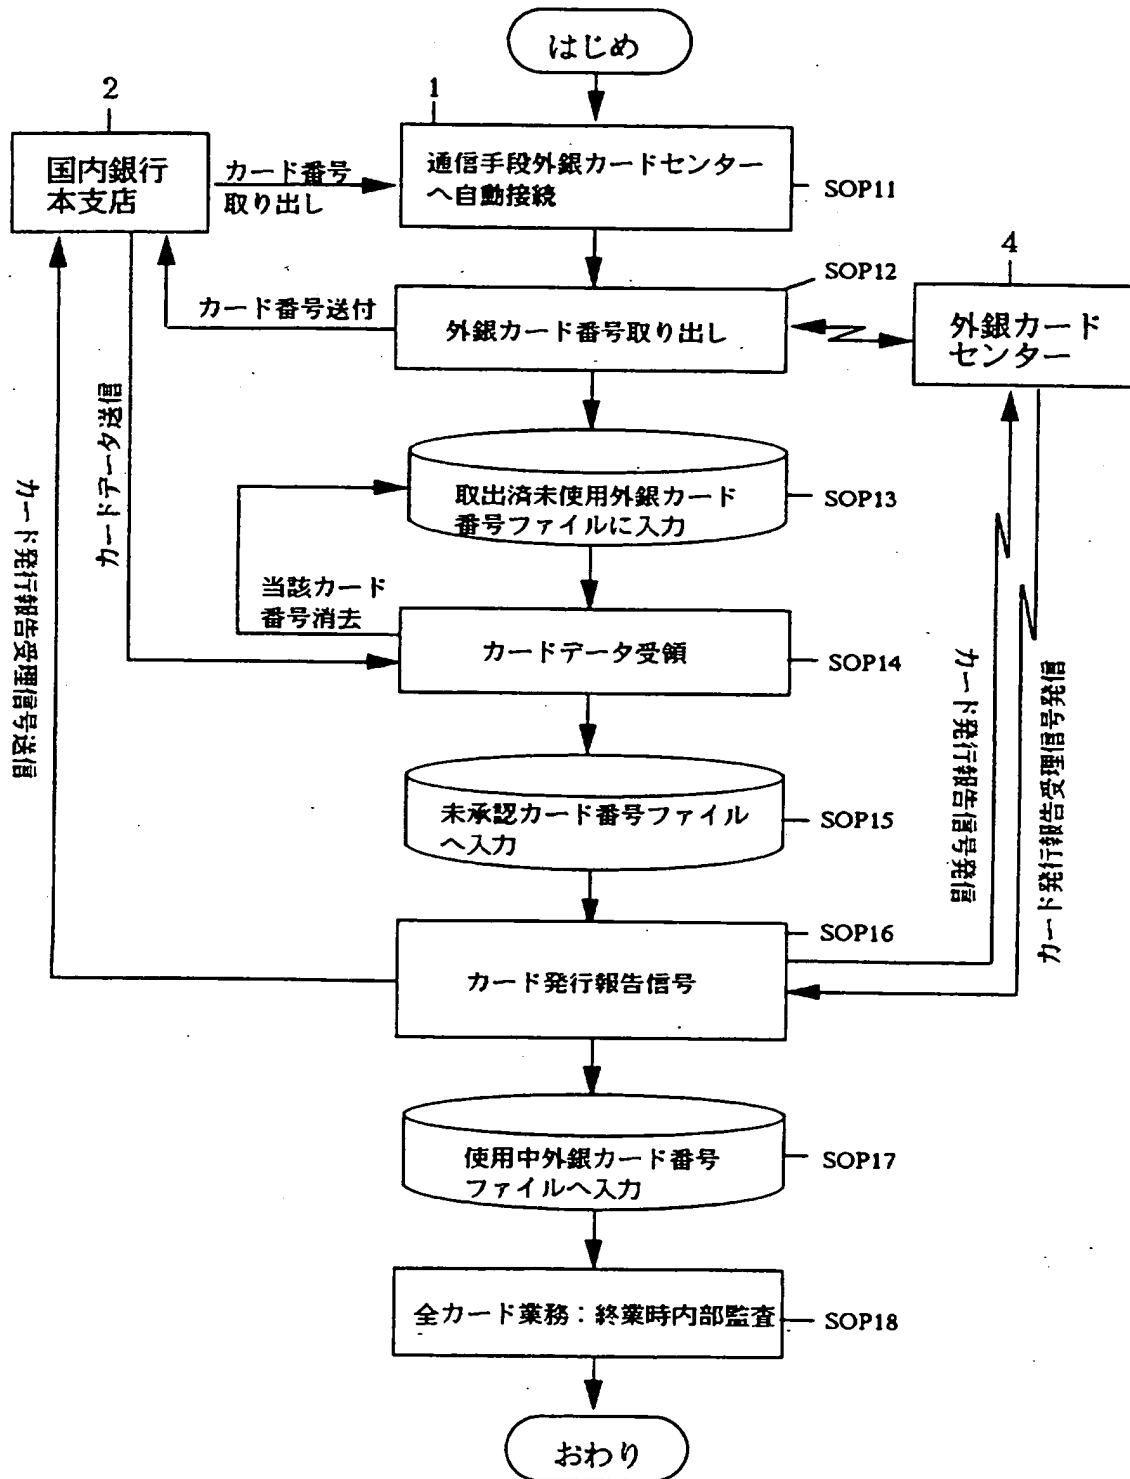 はじめ
2
1
国内銀行
本支店
カード番号
取り出し
通信手段外銀カードセンター
へ自動接続
SOP11
SOP12
4
カード番号送付
外銀カード番号取り出し
外銀カード
センター
カードデータ送信
カード発行報告受理信号送信
取出済未使用外銀カード
番号ファイルに入力
SOP13
当該カード
番号消去
カードデータ受領
SOP14
カード発行報告信号発信
カード発行報告受理信号発信
未承認カード番号ファイル
へ入力
SOP15
SOP16
カード発行報告信号
使用中外銀カード番号
ファイルへ入力
SOP17
全カード業務：終業時内部監査
SOP18
おわり